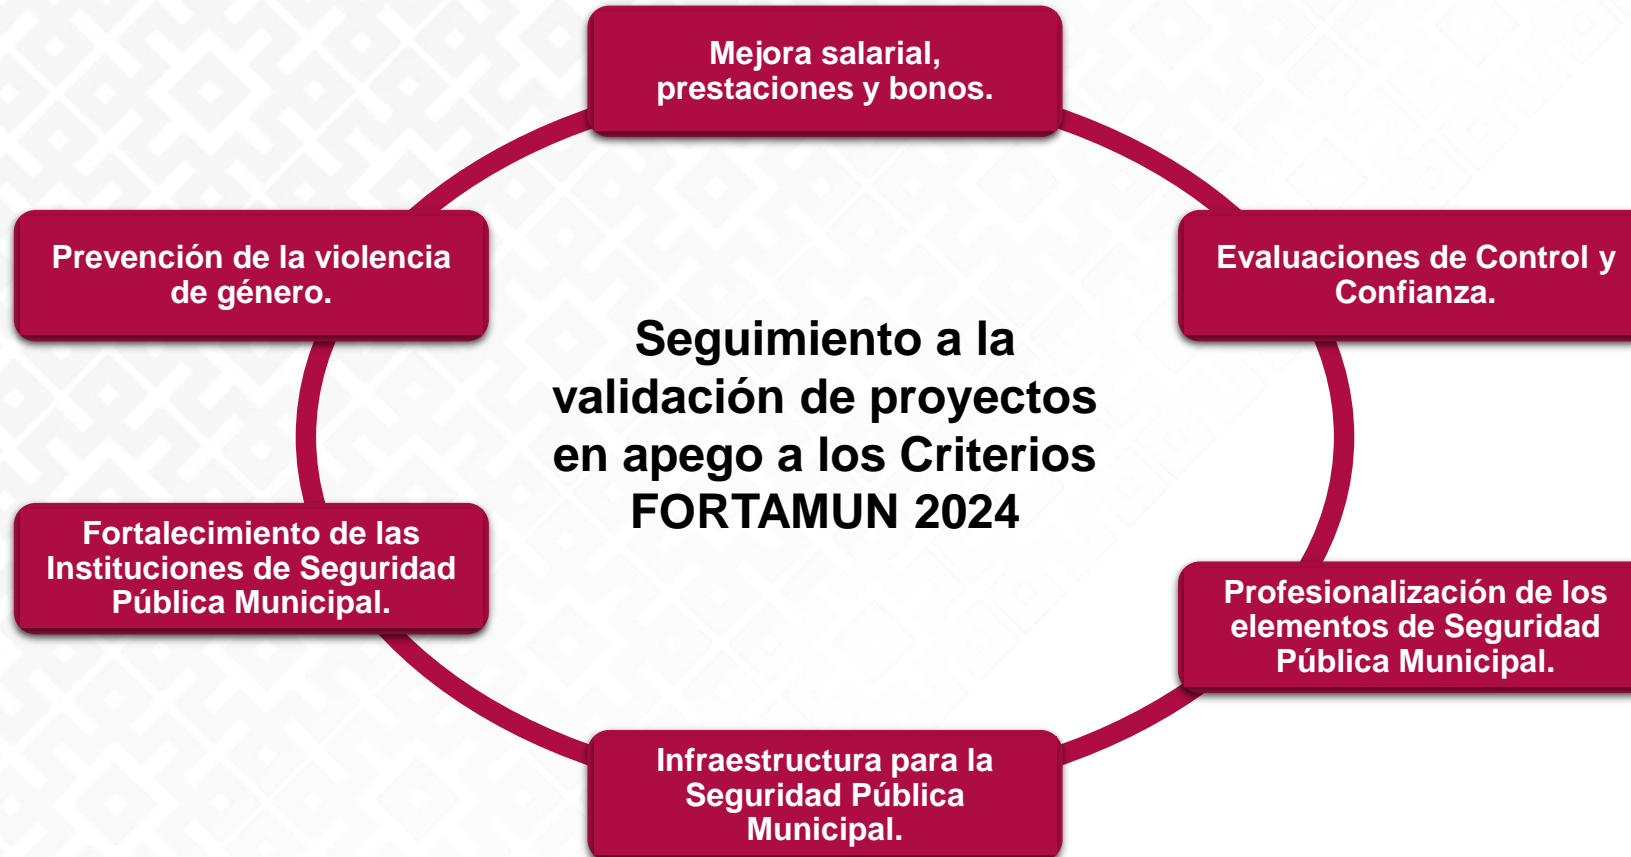 Mejora salarial,
prestaciones y bonos.
Prevención de la violencia
de género.
Evaluaciones de Control y
Confianza.
Seguimiento a la
validación de proyectos
en apego a los Criterios
FORTAMUN 2024
Fortalecimiento de las
Instituciones de Seguridad
Pública Municipal.
Profesionalización de los
elementos de Seguridad
Pública Municipal.
Infraestructura para la
Seguridad Pública
Municipal.